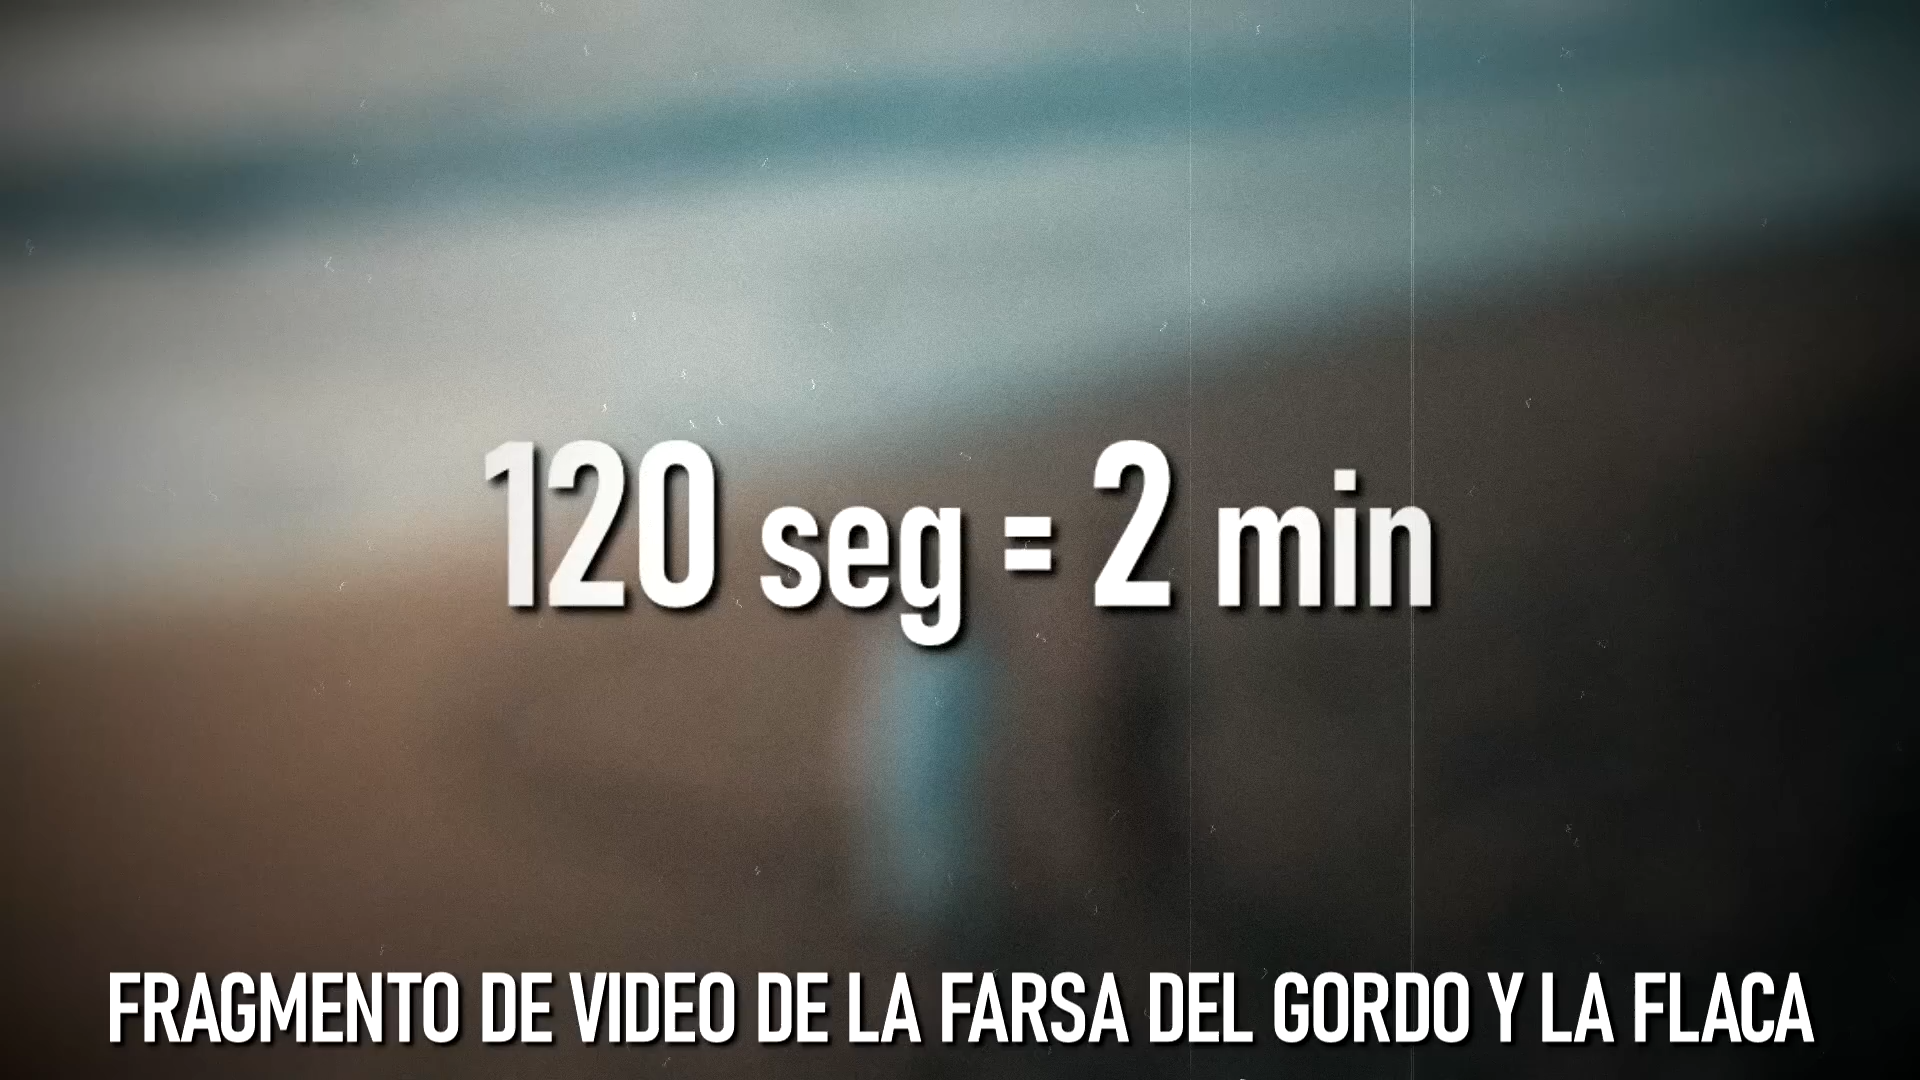 120 seg = 2 min
FRAGMENTO DE VIDEO DE LA FARSA DEL GORDO Y LA FLACA